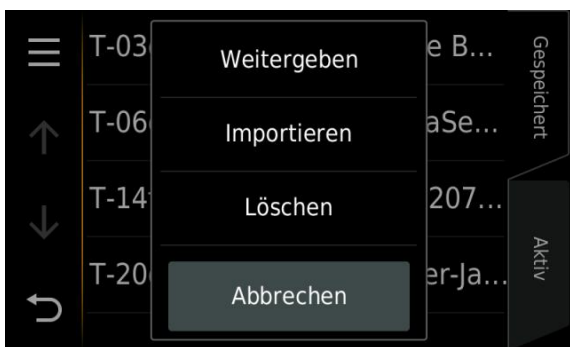 T-03
e B...
T-06
aSe...
T-14
207...
T-20
er-Ja...
Weitergeben
Importieren
Löschen
Abbrechen
Gespeichert
Aktiv